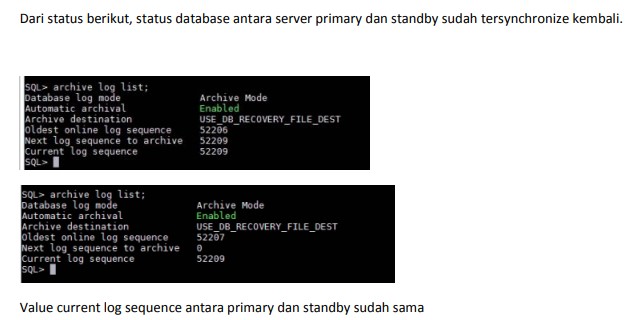 Dari status berikut, status database antara server primary dan standby sudah tersynchronize kembali.
SQL> archive log list;
Database log mode Archive Mode
Automatic archival Enabled
Archive destination USE_DB_RECOVERY_FILE_DEST
Oldest online log sequence 52206
Next log sequence to archive 52209
Current log sequence 52209
SQL>
SQL> archive log list;
Database log mode Archive Mode
Automatic archival Enabled
Archive destination USE_DB_RECOVERY_FILE_DEST
Oldest online log sequence 52207
Next log sequence to archive 0
Current log sequence 52209
SQL>
Value current log sequence antara primary dan standby sudah sama